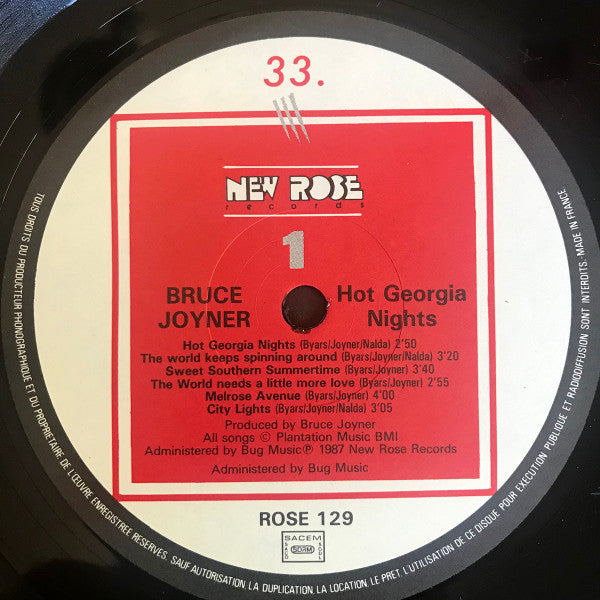 33.
NEW ROSE
records
1
BRUCE JOYNER
Hot Georgia Nights
Hot Georgia Nights (Byars/Joyner/Nalda) 2'50
The world keeps spinning around (Byars/Joyner/Nalda) 3'20
Sweet Southern Summertime (Byars/Joyner) 3'40
The World needs a little more love (Byars/Joyner) 2'55
Melrose Avenue (Byars/Joyner) 4'00
City Lights (Byars/Joyner/Nalda) 3'05
Produced by Bruce Joyner
All songs © Plantation Music BMI
Administered by Bug Music ℗ 1987 New Rose Records
Administered by Bug Music
ROSE 129
SACEM
SDRM
SACD
SGDL
TOUS DROITS DU PRODUCTEUR PHONOGRAPHIQUE ET DU PROPRIETAIRE DE L'ŒUVRE ENREGISTREE RESERVES. SAUF AUTORISATION, LA DUPLICATION, LA LOCATION, LE PRET, L'UTILISATION DE CE DISQUE POUR EXECUTION PUBLIQUE ET RADIODIFFUSION SONT INTERDITS.-MADE IN FRANCE.